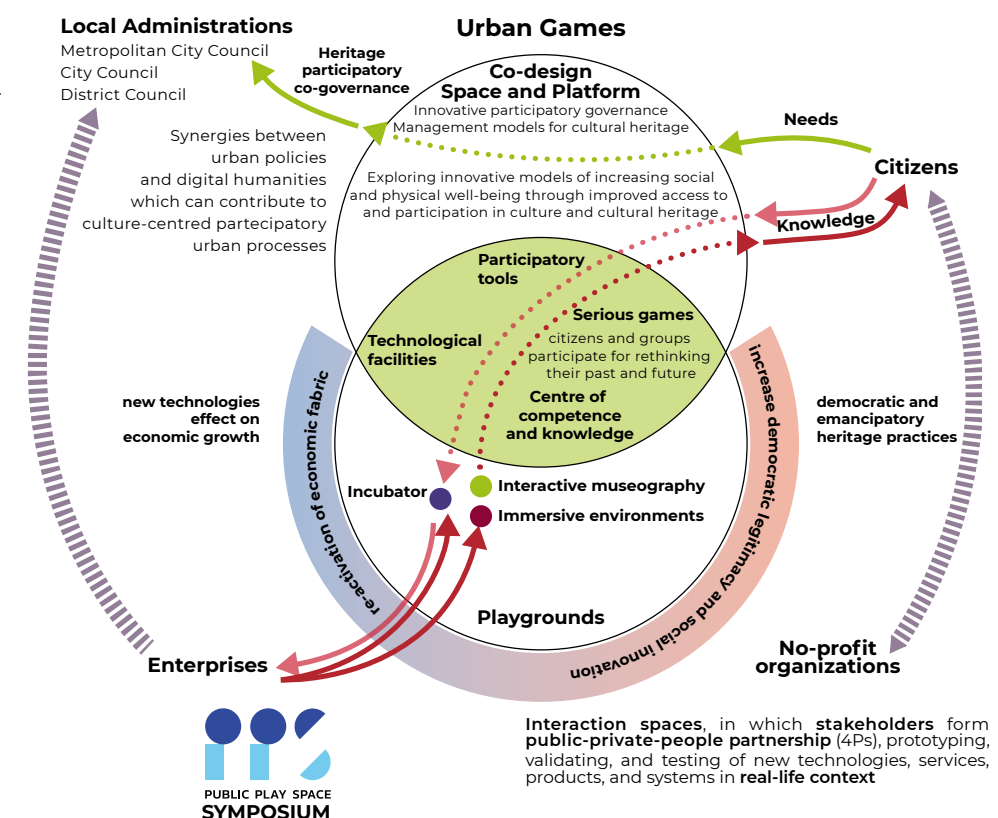 Urban Games
Local Administrations
Metropolitan City Council
City Council
District Council
Heritage
participatory
co-governance
Co-design
Space and Platform
Innovative participatory governance
Management models for cultural heritage
Needs
Citizens
Knowledge
Synergies between
urban policies
and digital humanities
which can contribute to
culture-centred partecipatory
urban processes
Exploring innovative models of increasing social
and physical well-being through improved access to
and participation in culture and cultural heritage
Participatory
tools
Serious games
citizens and groups
participate for rethinking
their past and future
Technological
facilities
Centre of
competence
and knowledge
new technologies
effect on
economic growth
re-activation of economic fabric
increase democratic legitimacy and social innovation
democratic and
emancipatory
heritage practices
Incubator
Interactive museography
Immersive environments
Playgrounds
Enterprises
No-profit
organizations
PUBLIC PLAY SPACE
SYMPOSIUM
Interaction spaces, in which stakeholders form
public-private-people partnership (4Ps), prototyping,
validating, and testing of new technologies, services,
products, and systems in real-life context